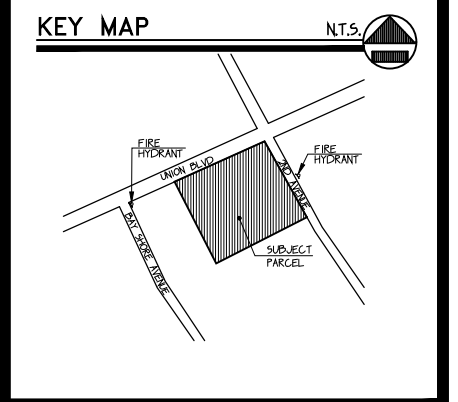 KEY MAP
N.T.S.
FIRE
HYDRANT
UNION BLVD
2ND AVENUE
FIRE
HYDRANT
BAY SHORE AVENUE
SUBJECT
PARCEL